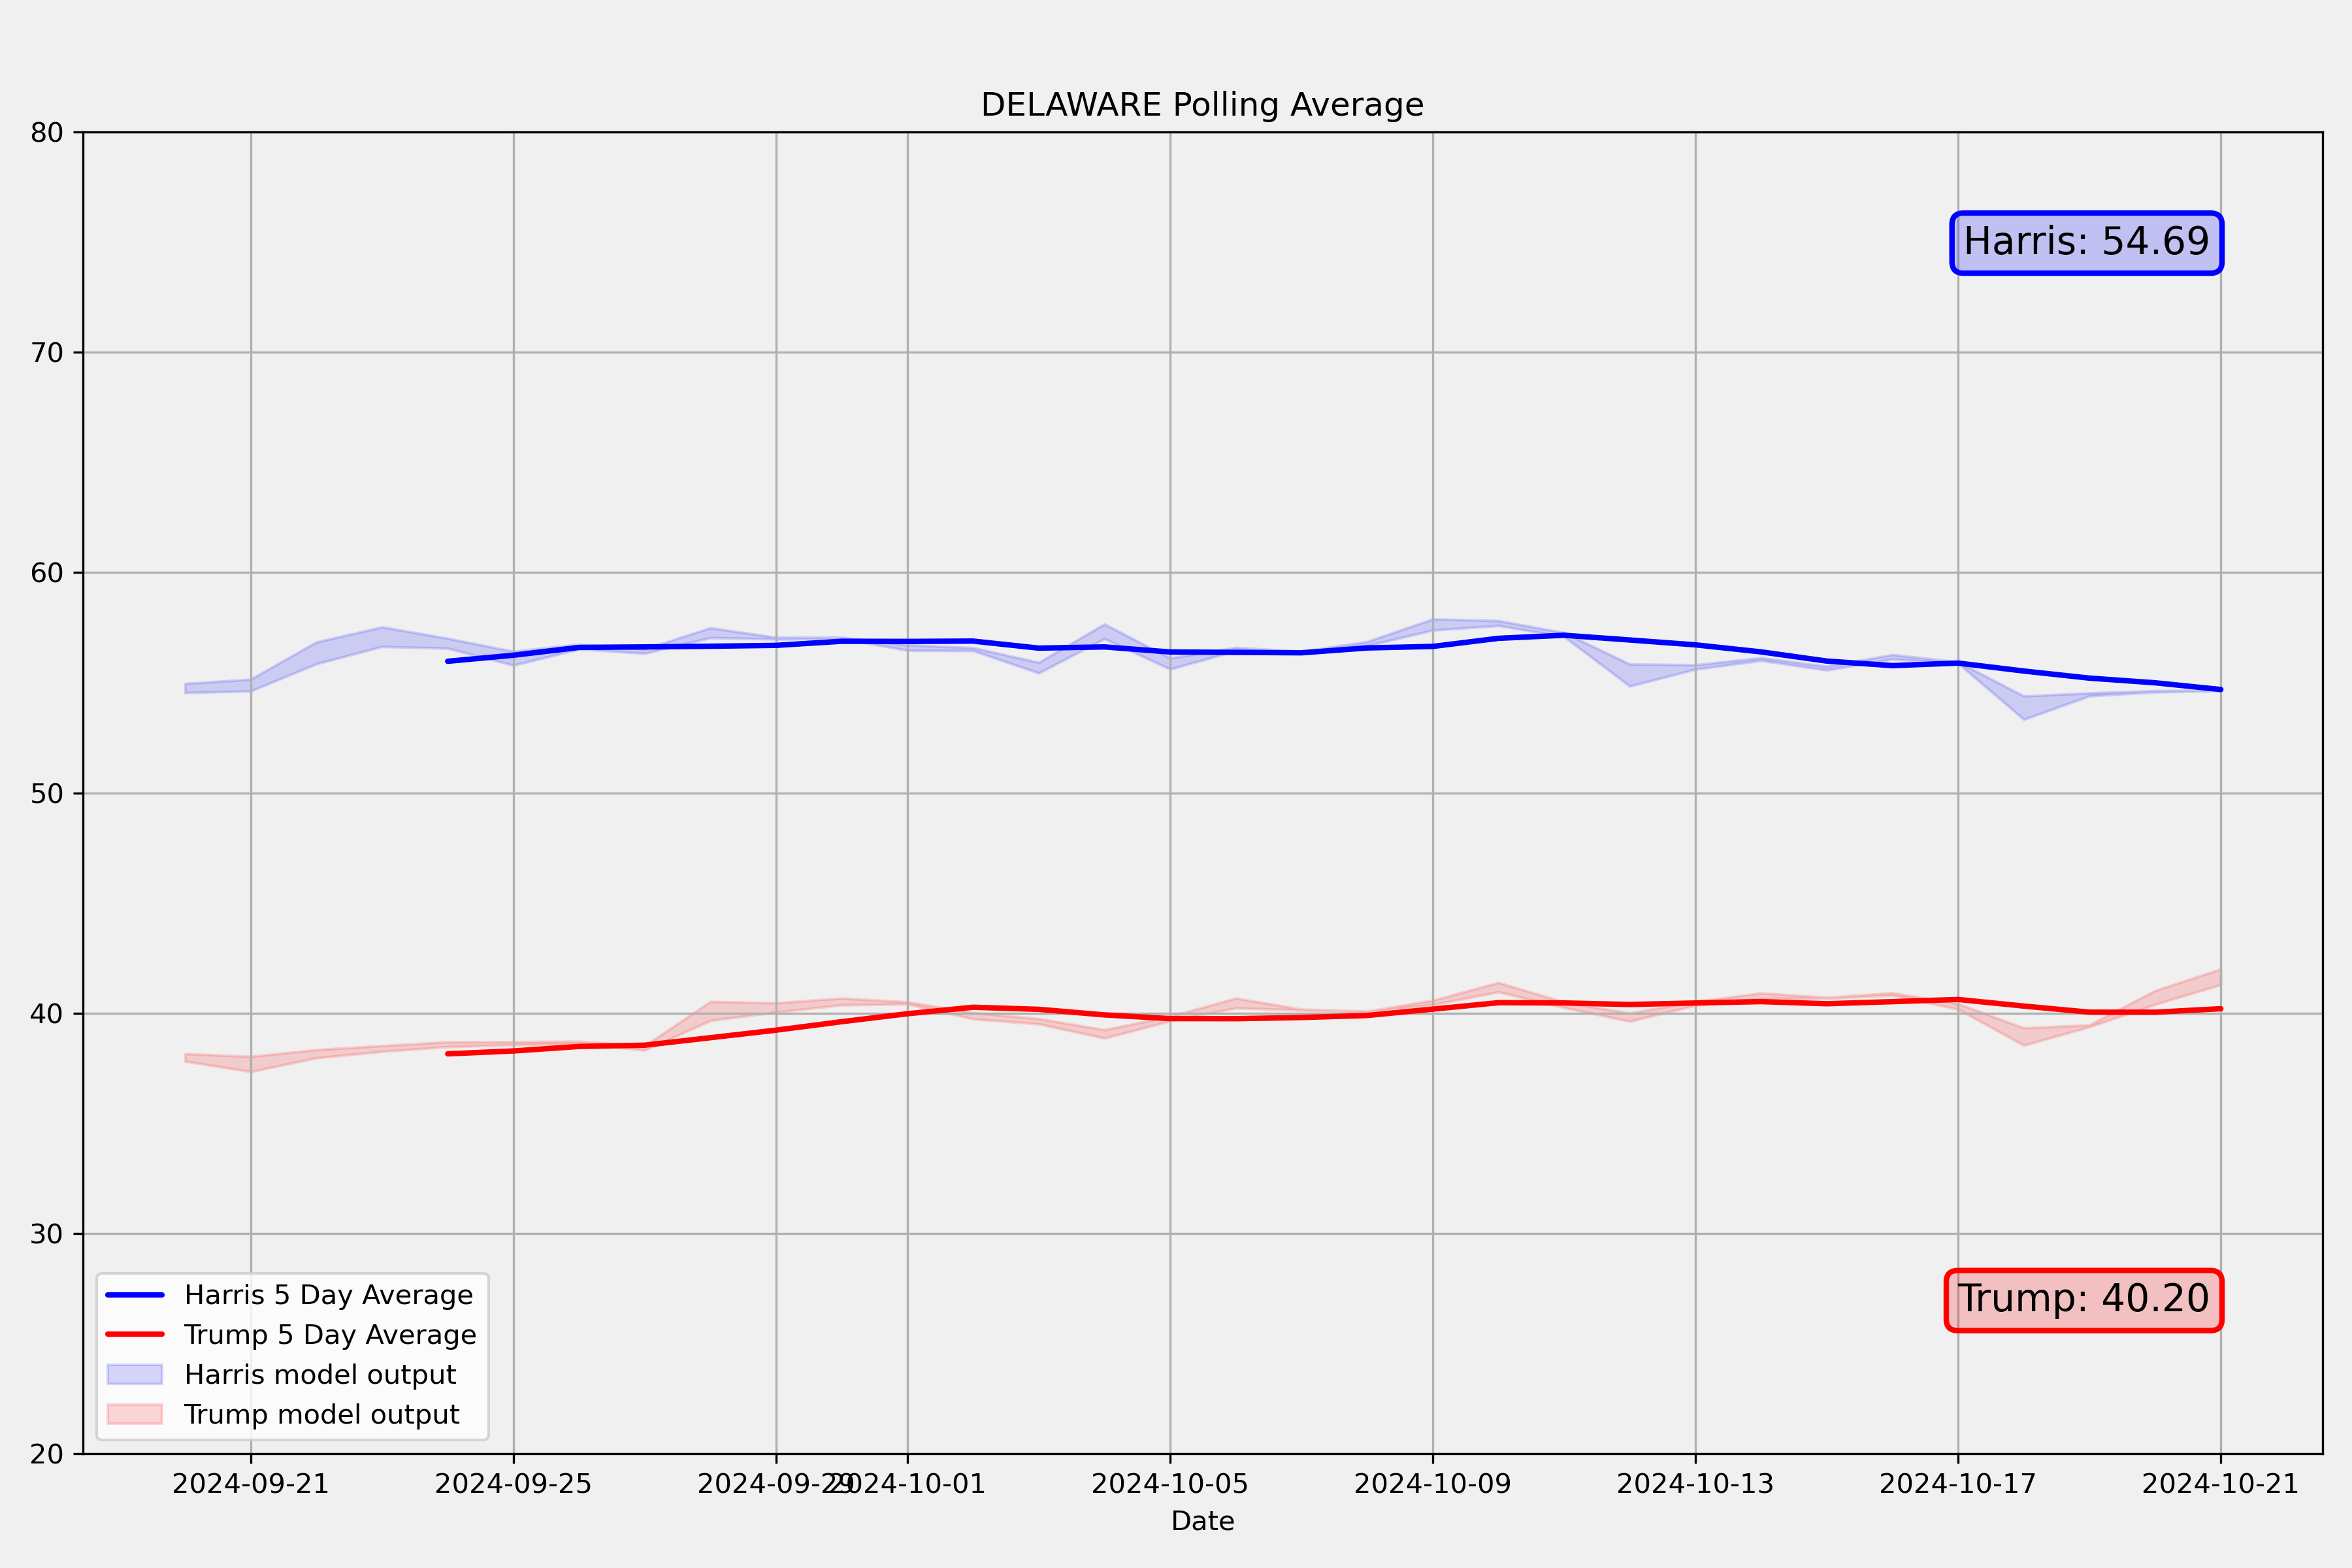 DELAWARE Polling Average
80
70
60
50
40
30
20
Harris: 54.69
Trump: 40.20
Harris 5 Day Average
Trump 5 Day Average
Harris model output
Trump model output
2024-09-21 2024-09-25 2024-09-29 2024-10-01 2024-10-05 2024-10-09 2024-10-13 2024-10-17 2024-10-21
Date